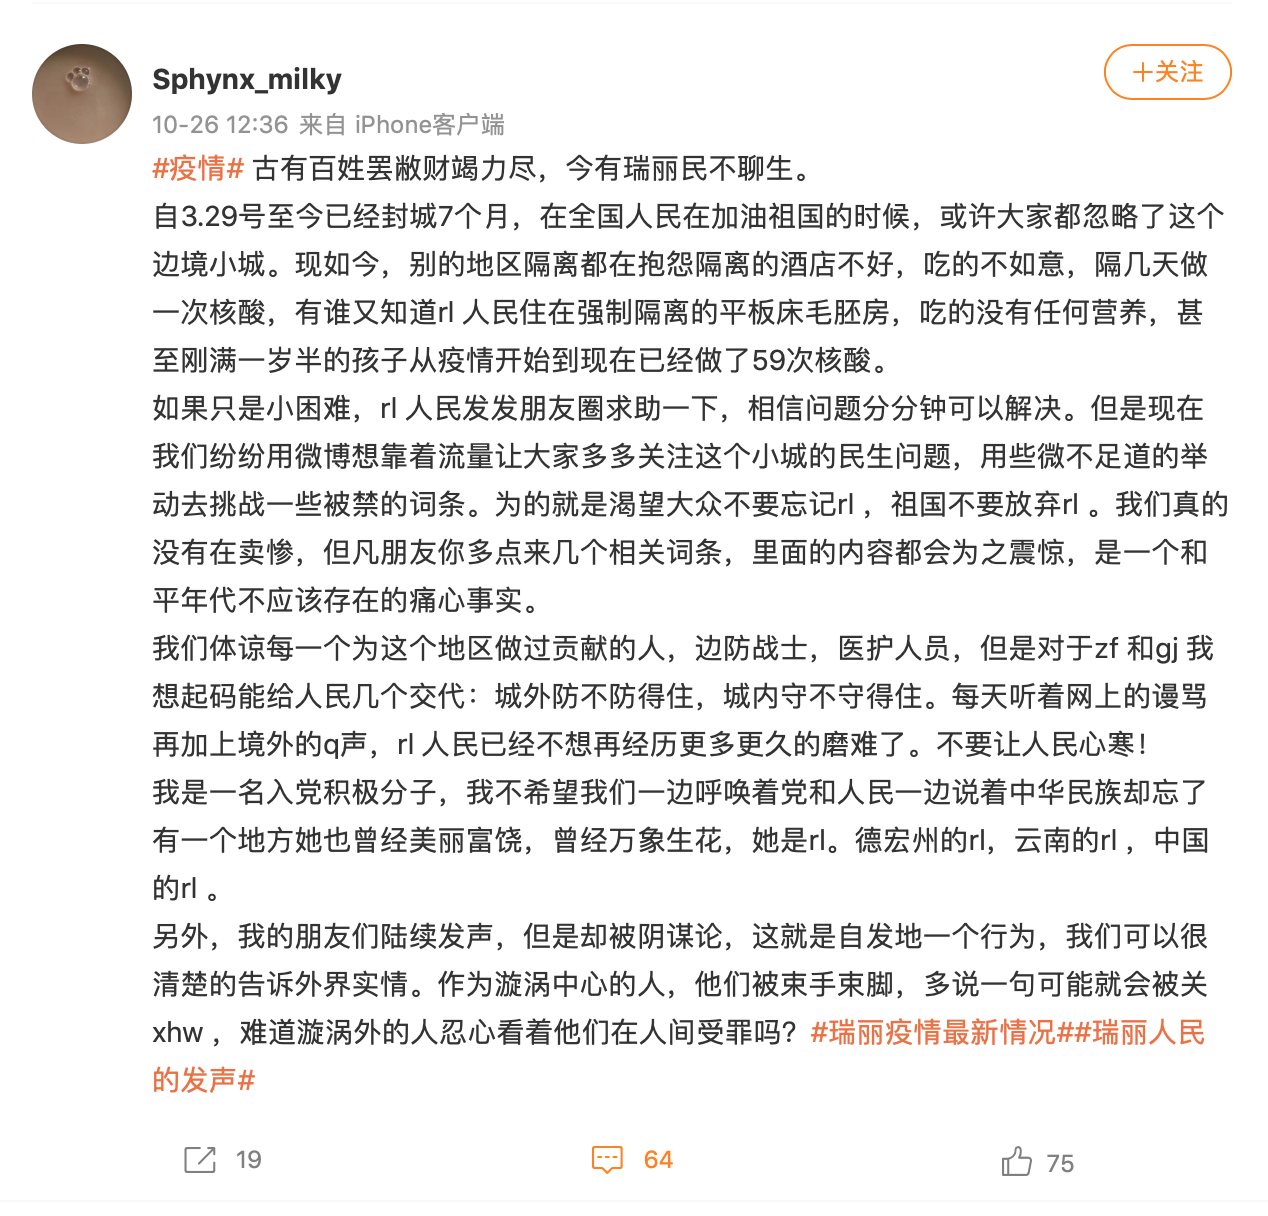 Sphynx_milky
+关注
10-26 12:36 来自 iPhone客户端
#疫情# 古有百姓罢敝财竭力尽，今有瑞丽民不聊生。
自3.29号至今已经封城7个月，在全国人民在加油祖国的时候，或许大家都忽略了这个
边境小城。现如今，别的地区隔离都在抱怨隔离的酒店不好，吃的不如意，隔几天做
一次核酸，有谁又知道rl 人民住在强制隔离的平板床毛胚房，吃的没有任何营养，甚
至刚满一岁半的孩子从疫情开始到现在已经做了59次核酸。
如果只是小困难，rl 人民发发朋友圈求助一下，相信问题分分钟可以解决。但是现在
我们纷纷用微博想靠着流量让大家多多关注这个小城的民生问题，用些微不足道的举
动去挑战一些被禁的词条。为的就是渴望大众不要忘记rl ，祖国不要放弃rl 。我们真的
没有在卖惨，但凡朋友你多点来几个相关词条，里面的内容都会为之震惊，是一个和
平年代不应该存在的痛心事实。
我们体谅每一个为这个地区做过贡献的人，边防战士，医护人员，但是对于zf 和gj 我
想起码能给人民几个交代：城外防不防得住，城内守不守得住。每天听着网上的谩骂
再加上境外的q声，rl 人民已经不想再经历更多更久的磨难了。不要让人民心寒！
我是一名入党积极分子，我不希望我们一边呼唤着党和人民一边说着中华民族却忘了
有一个地方她也曾经美丽富饶，曾经万象生花，她是rl。德宏州的rl，云南的rl ，中国
的rl 。
另外，我的朋友们陆续发声，但是却被阴谋论，这就是自发地一个行为，我们可以很
清楚的告诉外界实情。作为漩涡中心的人，他们被束手束脚，多说一句可能就会被关
xhw ，难道漩涡外的人忍心看着他们在人间受罪吗？#瑞丽疫情最新情况##瑞丽人民
的发声#
19
64
75